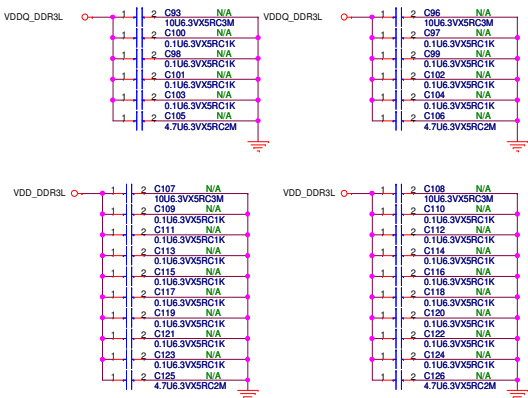 VDDQ_DDR3L
1 2 C93 N/A
10U6.3VX5RC3M
1 2 C100 N/A
0.1U6.3VX5RC1K
1 2 C98 N/A
0.1U6.3VX5RC1K
1 2 C101 N/A
0.1U6.3VX5RC1K
1 2 C103 N/A
0.1U6.3VX5RC1K
1 2 C105 N/A
4.7U6.3VX5RC2M
VDDQ_DDR3L
1 2 C96 N/A
10U6.3VX5RC3M
1 2 C97 N/A
0.1U6.3VX5RC1K
1 2 C99 N/A
0.1U6.3VX5RC1K
1 2 C102 N/A
0.1U6.3VX5RC1K
1 2 C104 N/A
0.1U6.3VX5RC1K
1 2 C106 N/A
4.7U6.3VX5RC2M
VDD_DDR3L
1 2 C107 N/A
10U6.3VX5RC3M
1 2 C109 N/A
0.1U6.3VX5RC1K
1 2 C111 N/A
0.1U6.3VX5RC1K
1 2 C113 N/A
0.1U6.3VX5RC1K
1 2 C115 N/A
0.1U6.3VX5RC1K
1 2 C117 N/A
0.1U6.3VX5RC1K
1 2 C119 N/A
0.1U6.3VX5RC1K
1 2 C121 N/A
0.1U6.3VX5RC1K
1 2 C123 N/A
0.1U6.3VX5RC1K
1 2 C125 N/A
4.7U6.3VX5RC2M
VDD_DDR3L
1 2 C108 N/A
10U6.3VX5RC3M
1 2 C110 N/A
0.1U6.3VX5RC1K
1 2 C112 N/A
0.1U6.3VX5RC1K
1 2 C114 N/A
0.1U6.3VX5RC1K
1 2 C116 N/A
0.1U6.3VX5RC1K
1 2 C118 N/A
0.1U6.3VX5RC1K
1 2 C120 N/A
0.1U6.3VX5RC1K
1 2 C122 N/A
0.1U6.3VX5RC1K
1 2 C124 N/A
0.1U6.3VX5RC1K
1 2 C126 N/A
4.7U6.3VX5RC2M